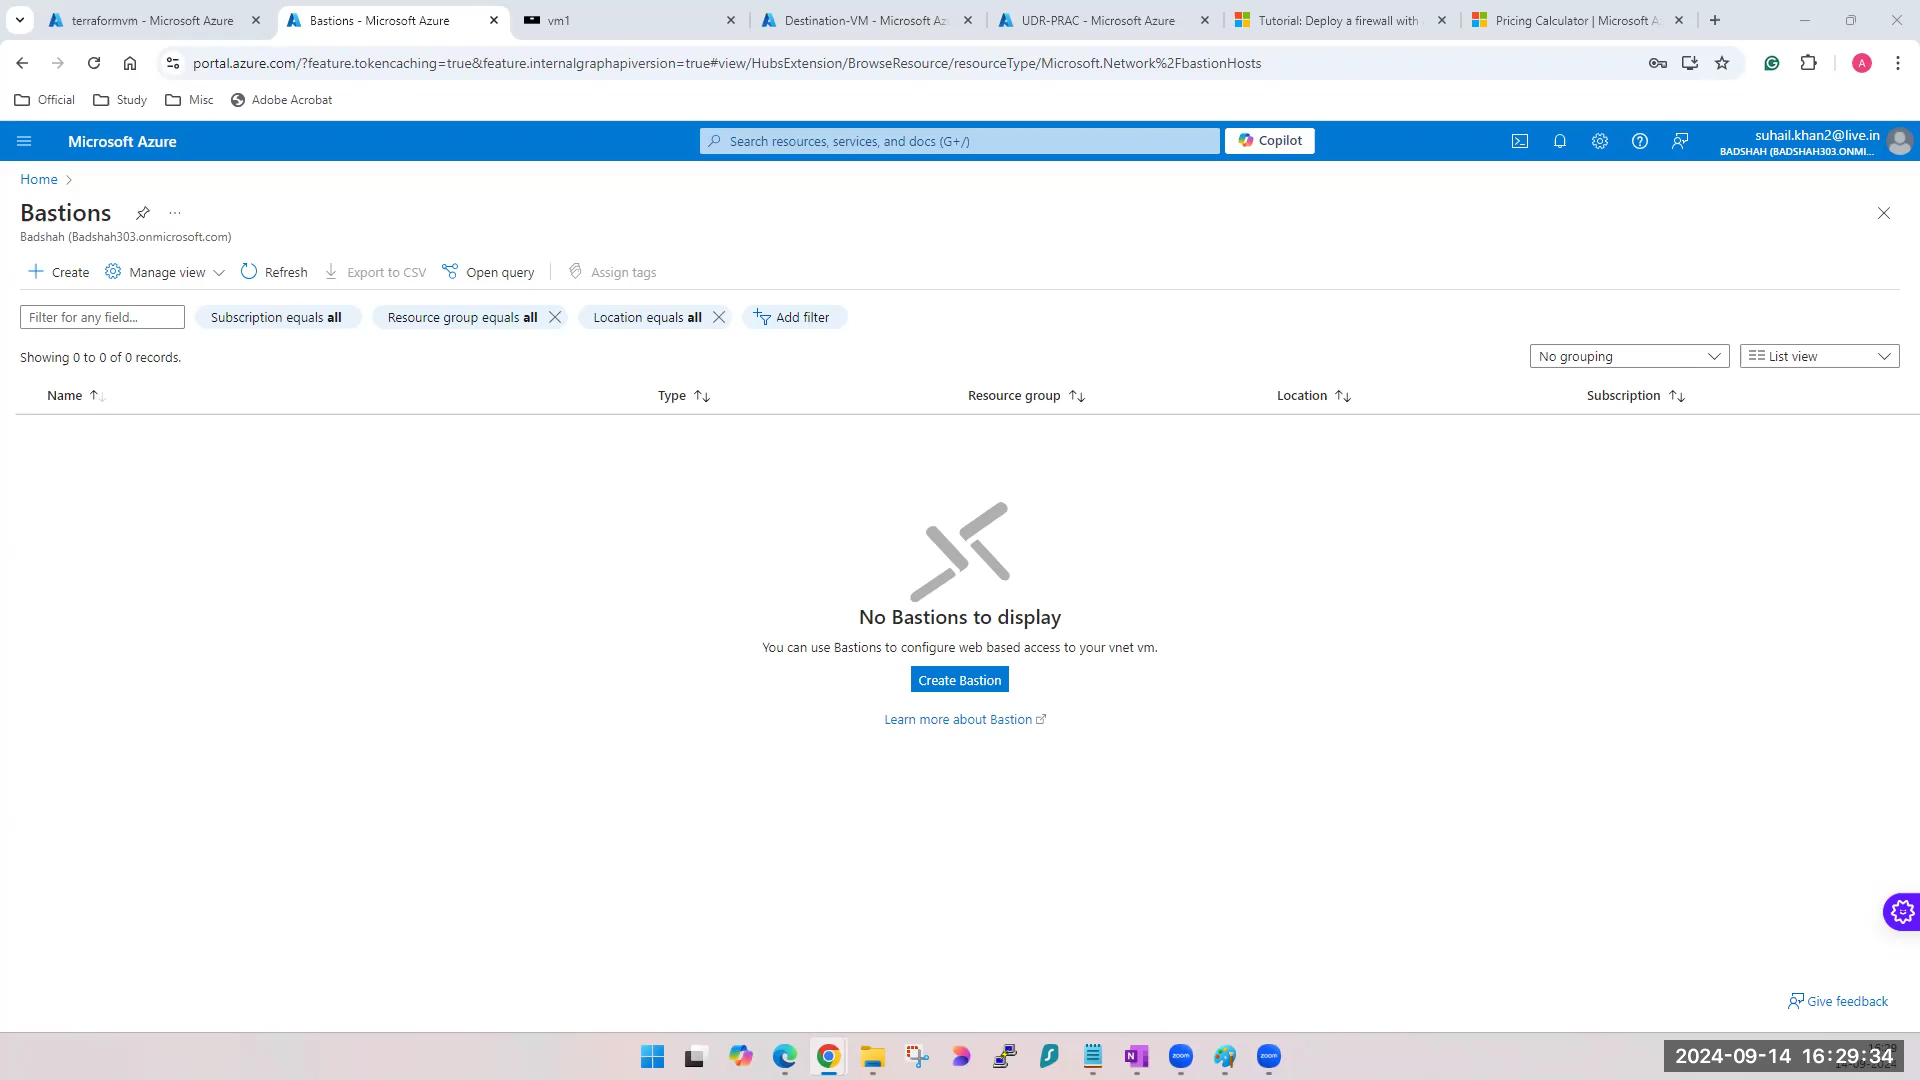 terraformvm - Microsoft Azure
Bastions - Microsoft Azure
vm1
Destination-VM - Microsoft Az
UDR-PRAC - Microsoft Azure
Tutorial: Deploy a firewall with
Pricing Calculator | Microsoft A
portal.azure.com/?feature.tokencaching=true&feature.internalgraphapiversion=true#view/HubsExtension/BrowseResource/resourceType/Microsoft.Network%2FbastionHosts
A
Official
Study
Misc
Adobe Acrobat
Microsoft Azure
Search resources, services, and docs (G+/)
Copilot
suhail.khan2@live.in
BADSHAH (BADSHAH303.ONMI...
Home
Bastions
Badshah (Badshah303.onmicrosoft.com)
Create
Manage view
Refresh
Export to CSV
Open query
Assign tags
Filter for any field...
Subscription equals all
Resource group equals all
Location equals all
Add filter
Showing 0 to 0 of 0 records.
No grouping
List view
Name
Type
Resource group
Location
Subscription
No Bastions to display
You can use Bastions to configure web based access to your vnet vm.
Create Bastion
Learn more about Bastion
Give feedback
zoom
zoom
2024-09-14 16:29:34